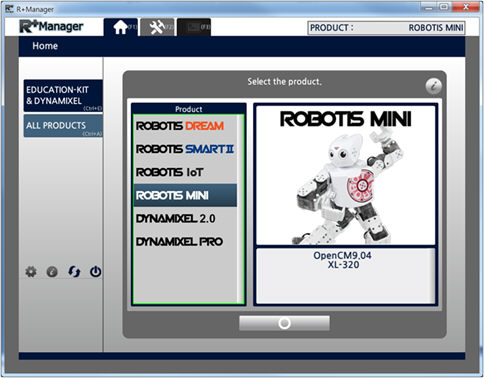 R+Manager
R+Manager
(F1)
(F2)
PRODUCT : ROBOTIS MINI
Home
Select the product.
EDUCATION-KIT
& DYNAMIXEL
(Ctrl+E)
ALL PRODUCTS
(Ctrl+A)
Product
ROBOTIS DREAM
ROBOTIS SMART II
ROBOTIS IoT
ROBOTIS MINI
DYNAMIXEL 2.0
DYNAMIXEL PRO
ROBOTIS MINI
OpenCM9.04
XL-320